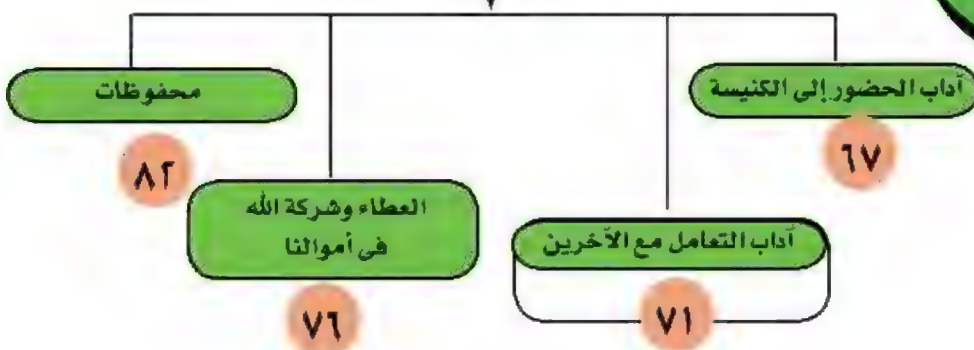 آداب الحضور إلى الكنيسة
٦٧
آداب التعامل مع الآخرين
٧١
العطاء وشركة الله
فى أموالنا
٧٦
محفوظات
٨٢